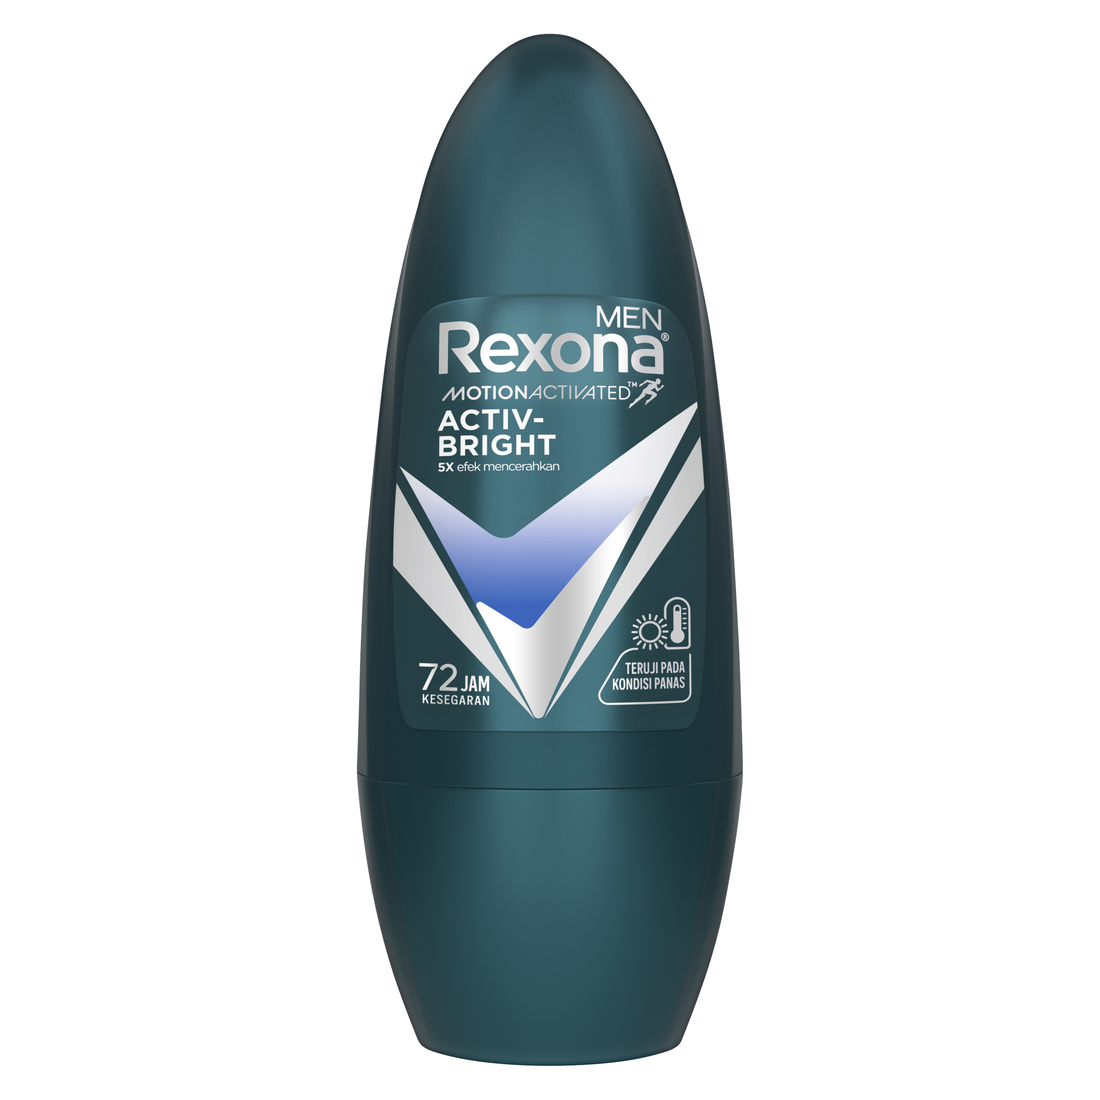 MEN
Rexona®
MOTIONACTIVATED™
ACTIV-
BRIGHT
5X efek mencerahkan
72 JAM
KESEGARAN
TERUJI PADA
KONDISI PANAS